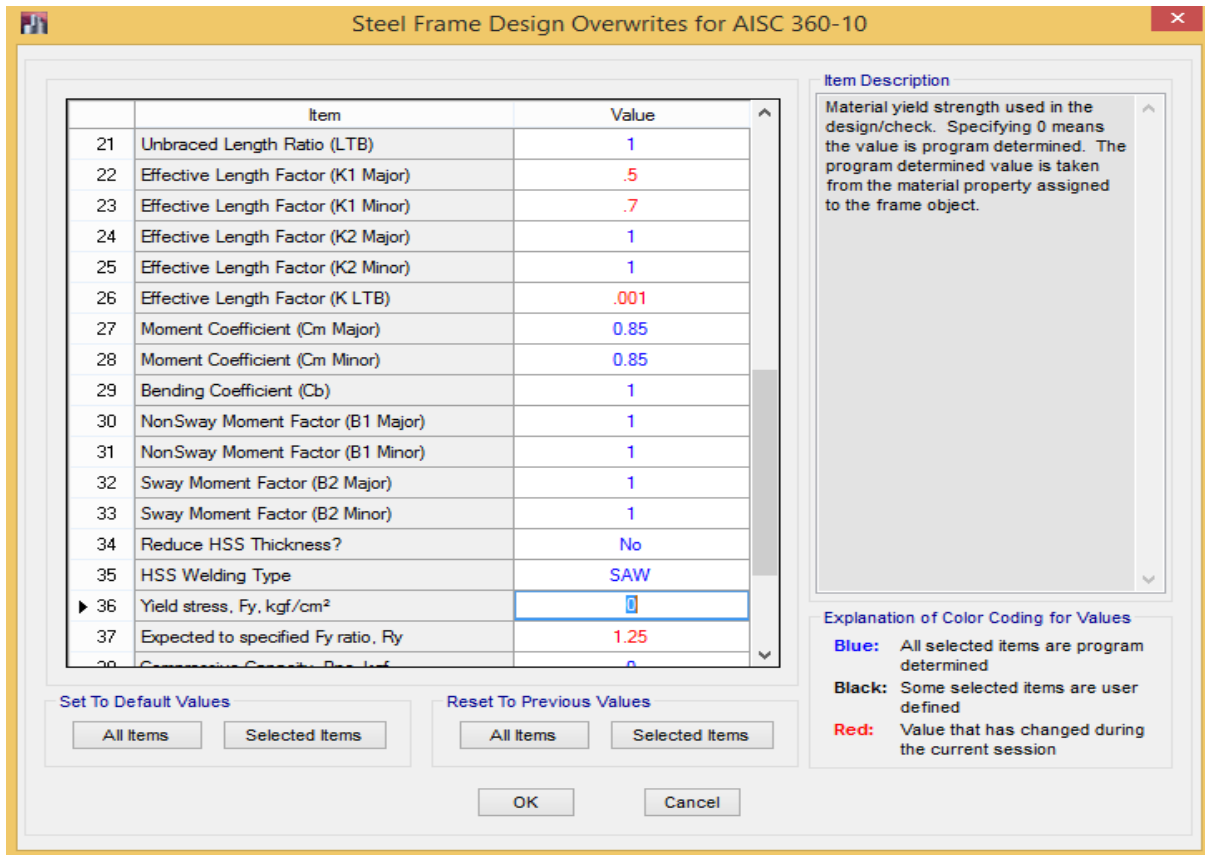 Steel Frame Design Overwrites for AISC 360-10
Item Value
21 Unbraced Length Ratio (LTB) 1
22 Effective Length Factor (K1 Major) .5
23 Effective Length Factor (K1 Minor) .7
24 Effective Length Factor (K2 Major) 1
25 Effective Length Factor (K2 Minor) 1
26 Effective Length Factor (K LTB) .001
27 Moment Coefficient (Cm Major) 0.85
28 Moment Coefficient (Cm Minor) 0.85
29 Bending Coefficient (Cb) 1
30 NonSway Moment Factor (B1 Major) 1
31 NonSway Moment Factor (B1 Minor) 1
32 Sway Moment Factor (B2 Major) 1
33 Sway Moment Factor (B2 Minor) 1
34 Reduce HSS Thickness? No
35 HSS Welding Type SAW
36 Yield stress, Fy, kgf/cm² 0
37 Expected to specified Fy ratio, Ry 1.25
Item Description
Material yield strength used in the
design/check. Specifying 0 means
the value is program determined. The
program determined value is taken
from the material property assigned
to the frame object.
Explanation of Color Coding for Values
Blue: All selected items are program
determined
Black: Some selected items are user
defined
Red: Value that has changed during
the current session
Set To Default Values
All Items Selected Items
Reset To Previous Values
All Items Selected Items
OK Cancel